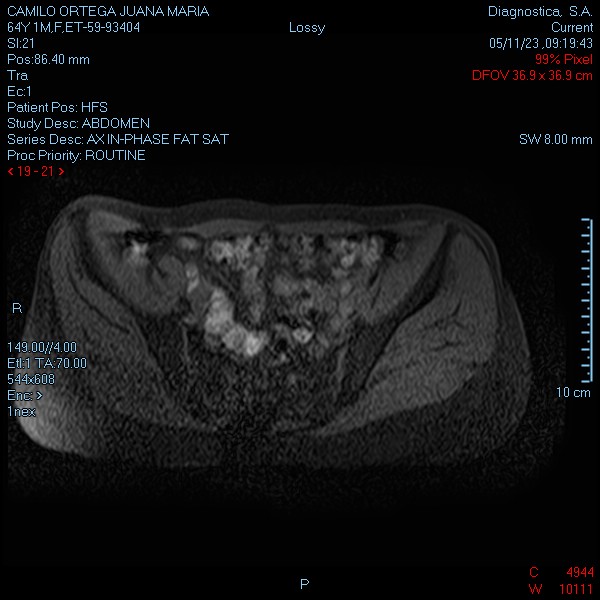 CAMILO ORTEGA JUANA MARIA
64Y 1M,F,ET-59-93404
Sl:21
Pos:86.40 mm
Tra
Ec:1
Patient Pos: HFS
Study Desc: ABDOMEN
Series Desc: AX IN-PHASE FAT SAT
Proc Priority: ROUTINE
< 19 - 21 >
Lossy
Diagnostica, S.A.
Current
05/11/23 ,09:19:43
99% Pixel
DFOV 36.9 x 36.9 cm
SW 8.00 mm
R
149.00//4.00
Etl:1 TA:70.00
544x608
Enc: >
1nex
10 cm
P
C 4944
W 10111